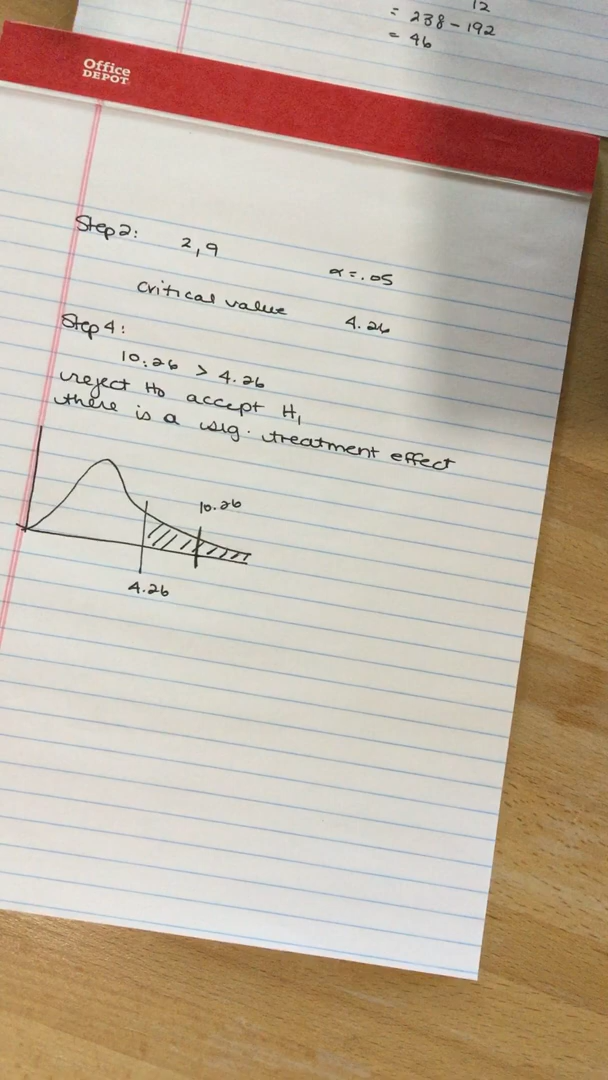 12
= 238 - 192
= 46
Office
DEPOT
Step 2: 2,9 α = .05
critical value 4.26
Step 4:
10.26 > 4.26
reject H0 accept H1
there is a sig. treatment effect
10.26
4.26